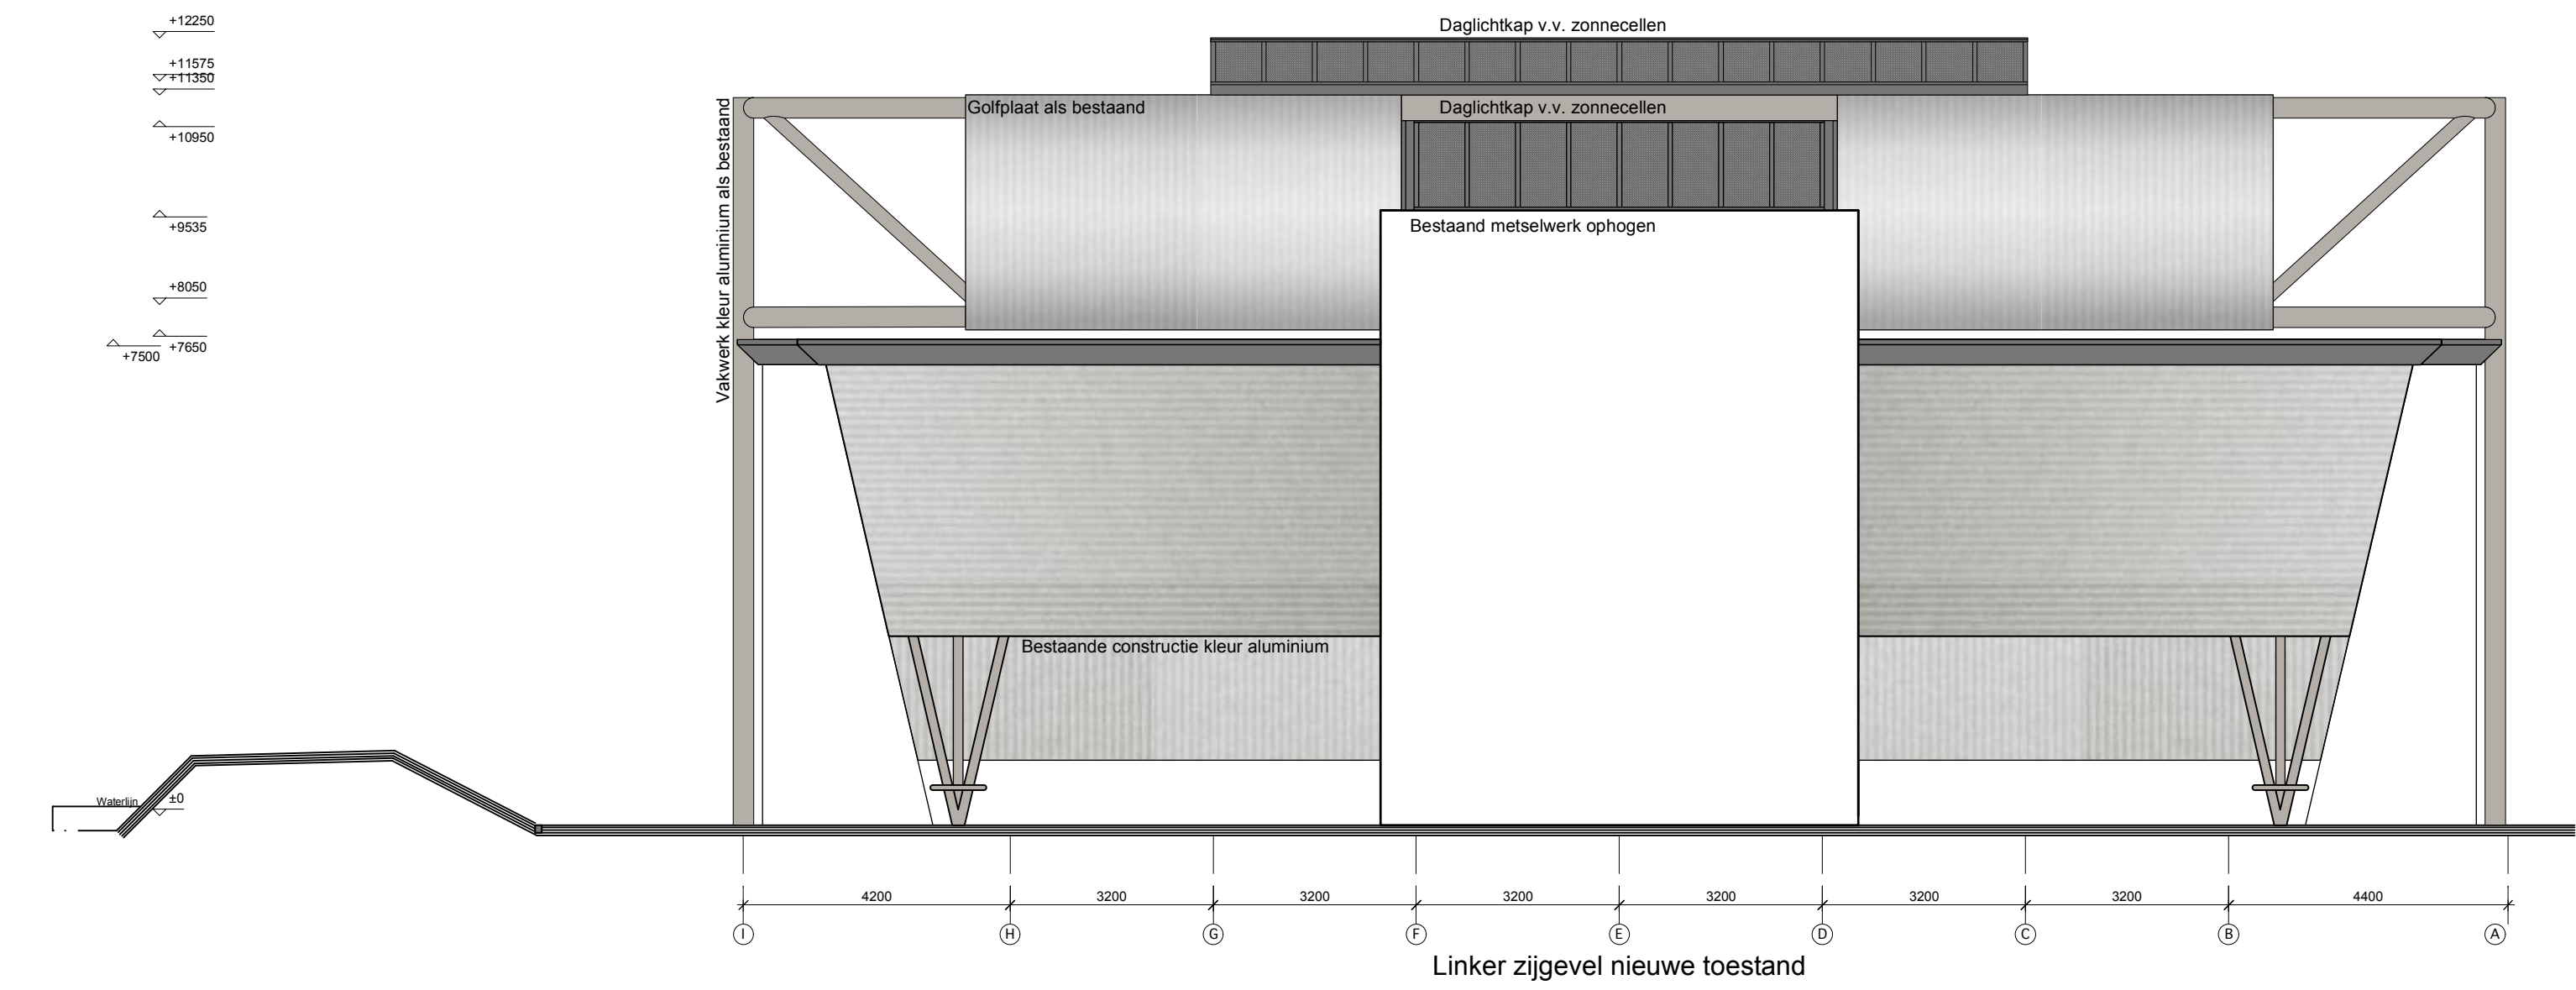 +12250
+11575
+11350
+10950
+9535
+8050
+7650
+7500
Daglichtkap v.v. zonnecellen
Golfplaat als bestaand
Daglichtkap v.v. zonnecellen
Vakwerk kleur aluminium als bestaand
Bestaand metselwerk ophogen
Bestaande constructie kleur aluminium
Waterlijn
±0
4200 3200 3200 3200 3200 3200 3200 4400
I H G F E D C B A
Linker zijgevel nieuwe toestand